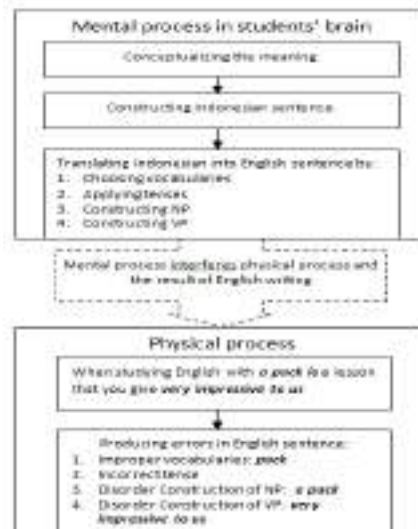 Mental process in students' brain
Conceptualizing the meaning
Constructing Indonesian sentence
Translating Indonesian into English sentence by:
1. Choosing vocabularies
2. Applying tenses
3. Constructing NP
4. Constructing VP
Mental process interferes physical process and
the result of English writing
Physical process
When studying English with a pack is a lesson
that you give very impressive to us
Producing errors in English sentence:
1. Improper vocabularies: pack
2. Incorrect tense
3. Disorder Construction of NP: a pack
4. Disorder Construction of VP: very
impressive to us